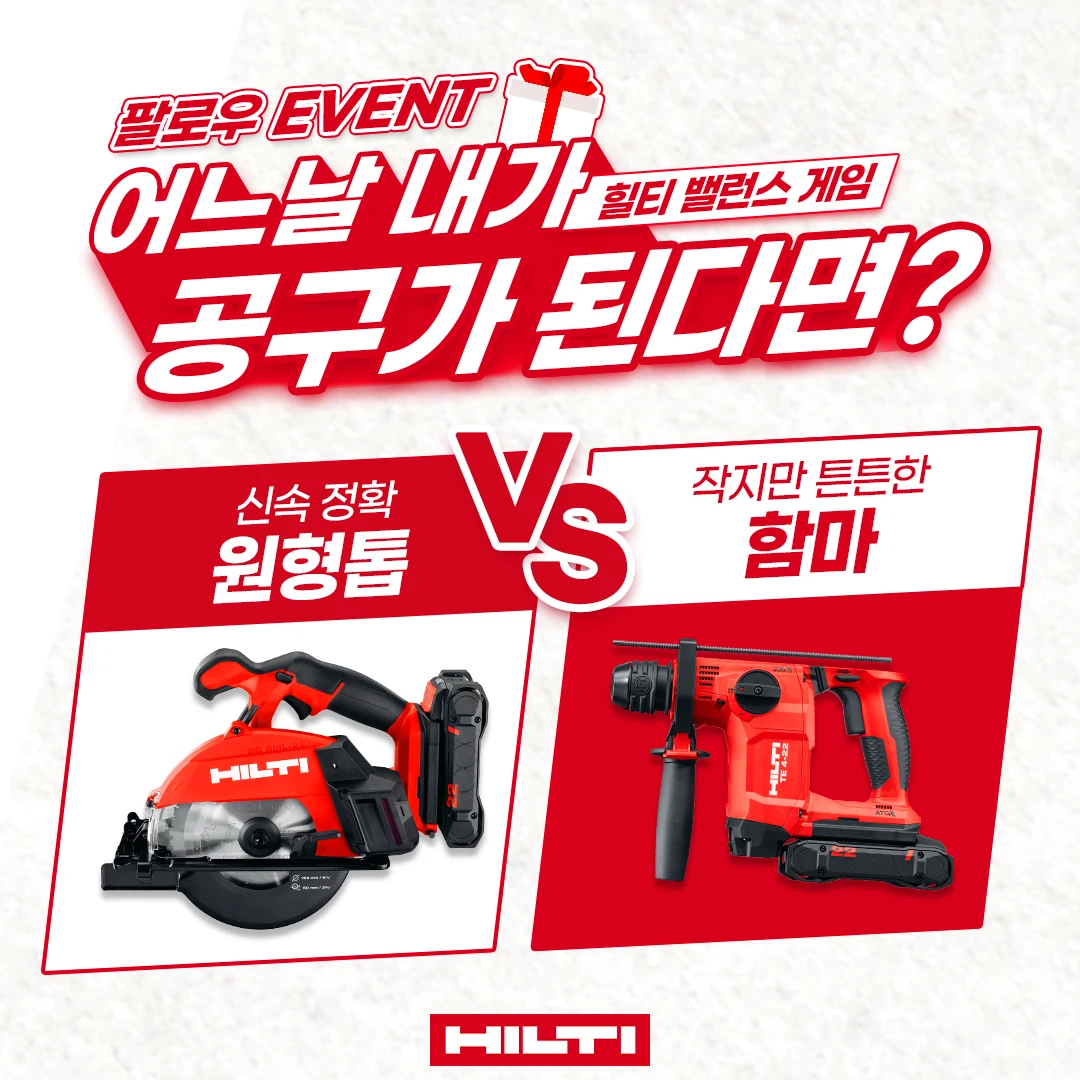 팔로우 EVENT
어느날 내가
힐티 밸런스 게임
공구가 된다면?
VS
신속 정확
원형톱
작지만 튼튼한
함마
HILTI
22
HILTI
TE 4-22
22
HILTI